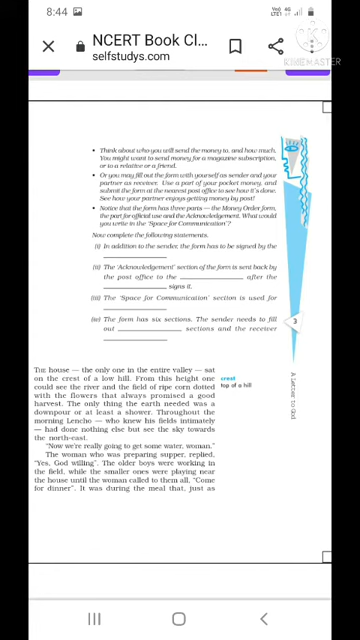 8:44
Vo)) 4G
LTE1
NCERT Book Cl...
selfstudys.com
KINEMASTER
• Think about who you will send the money to, and how much.
You might want to send money for a magazine subscription,
or to a relative or a friend.
• Or you may fill out the form with yourself as sender and your
partner as receiver. Use a part of your pocket money, and
submit the form at the nearest post office to see how it's done.
See how your partner enjoys getting money by post!
• Notice that the form has three parts — the Money Order form,
the part for official use and the Acknowledgement. What would
you write in the 'Space for Communication'?
Now complete the following statements.
(i) In addition to the sender, the form has to be signed by the
(ii) The 'Acknowledgement' section of the form is sent back by
the post office to the ____________ after the
____________ signs it.
(iii) The 'Space for Communication' section is used for
____________
(iv) The form has six sections. The sender needs to fill
out ____________ sections and the receiver
____________
3
A Letter to God
THE house — the only one in the entire valley — sat
on the crest of a low hill. From this height one
could see the river and the field of ripe corn dotted
with the flowers that always promised a good
harvest. The only thing the earth needed was a
downpour or at least a shower. Throughout the
morning Lencho — who knew his fields intimately
— had done nothing else but see the sky towards
the north-east.
crest
top of a hill
"Now we're really going to get some water, woman."
The woman who was preparing supper, replied,
"Yes, God willing". The older boys were working in
the field, while the smaller ones were playing near
the house until the woman called to them all, "Come
for dinner". It was during the meal that, just as